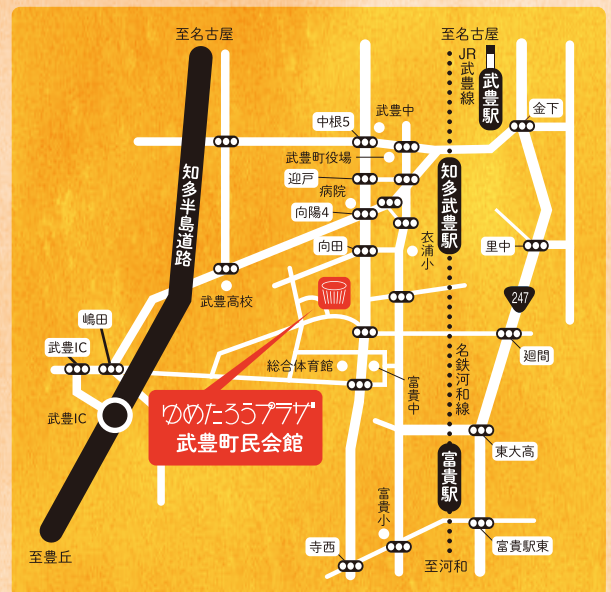 至名古屋
至名古屋
JR武豊線
武豊駅
金下
武豊中
中根5
武豊町役場
迎戸
病院
向陽4
知多武豊駅
知多半島道路
衣浦小
向田
里中
武豊高校
247
嶋田
武豊IC
総合体育館
名鉄河和線
廻間
富貴中
武豊IC
ゆめたろうプラザ
武豊町民会館
東大高
富貴駅
富貴小
寺西
富貴駅東
至豊丘
至河和